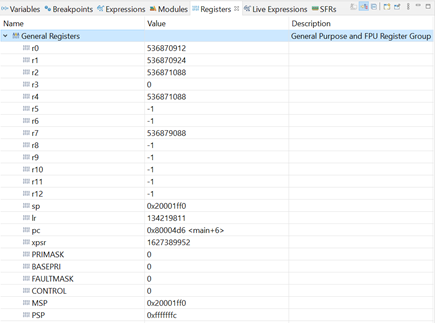 Variables Breakpoints Expressions Modules Registers Live Expressions SFRs
Name Value Description
General Registers General Purpose and FPU Register Group
r0 536870912
r1 536870924
r2 536871088
r3 0
r4 536871088
r5 -1
r6 -1
r7 536879088
r8 -1
r9 -1
r10 -1
r11 -1
r12 -1
sp 0x20001ff0
lr 134219811
pc 0x80004d6 <main+6>
xpsr 1627389952
PRIMASK 0
BASEPRI 0
FAULTMASK 0
CONTROL 0
MSP 0x20001ff0
PSP 0xfffffffc